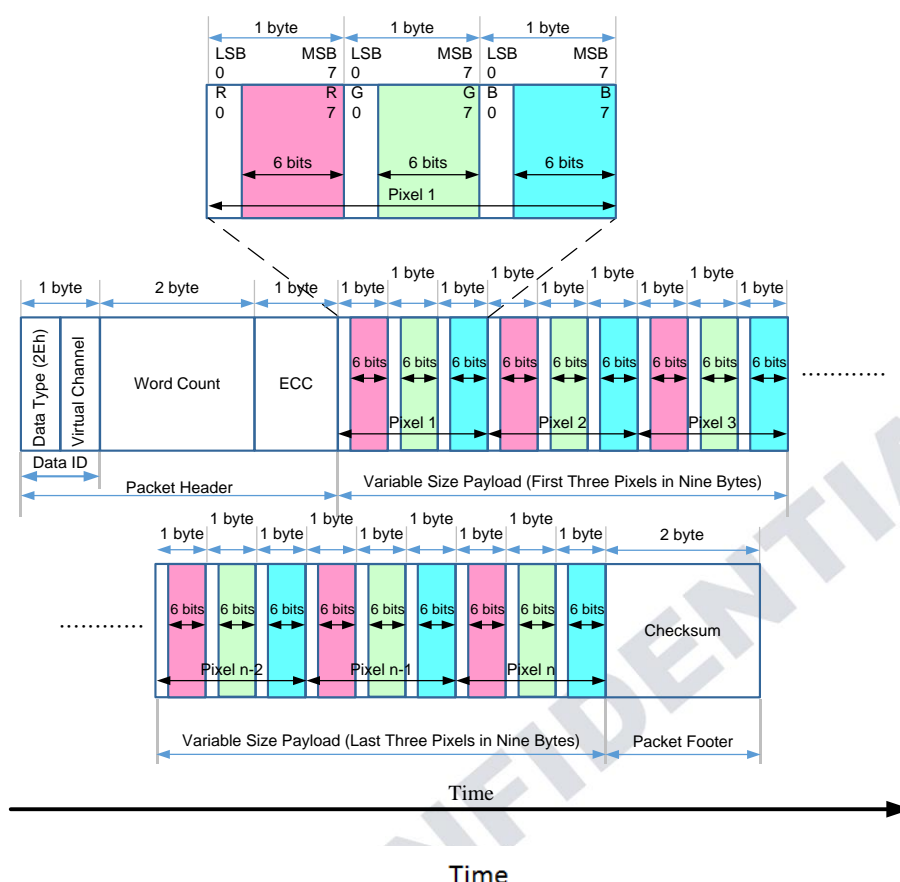 1 byte 1 byte 1 byte
LSB MSB LSB MSB LSB MSB
0 7 0 7 0 7
R R G G B B
0 7 0 7 0 7
6 bits 6 bits 6 bits
Pixel 1
1 byte 2 byte 1 byte 1 byte 1 byte 1 byte 1 byte 1 byte 1 byte 1 byte 1 byte 1 byte
Data Type (2Eh)
Virtual Channel
Word Count
ECC
6 bits 6 bits 6 bits 6 bits 6 bits 6 bits 6 bits 6 bits 6 bits
............
Pixel 1 Pixel 2 Pixel 3
Data ID
Packet Header
Variable Size Payload (First Three Pixels in Nine Bytes)
1 byte 1 byte 1 byte 1 byte 1 byte 1 byte 1 byte 1 byte 1 byte 2 byte
............
6 bits 6 bits 6 bits 6 bits 6 bits 6 bits 6 bits 6 bits 6 bits
Checksum
Pixel n-2 Pixel n-1 Pixel n
Variable Size Payload (Last Three Pixels in Nine Bytes)
Packet Footer
Time
Time